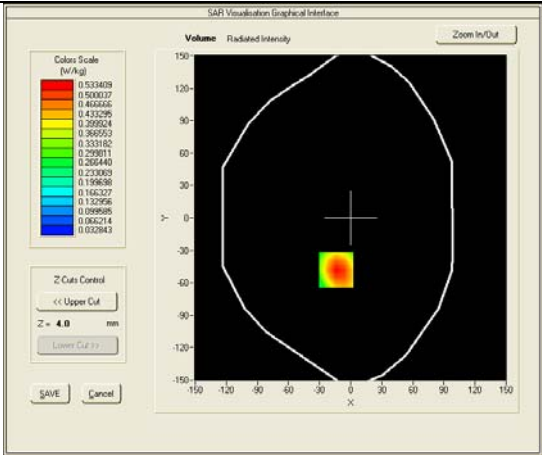 SAR Visualisation Graphical Interface
Volume Radiated Intensity
Zoom In/Out
Colors Scale
(W/kg)
0.533409
0.500037
0.466666
0.433295
0.399924
0.366553
0.333182
0.299811
0.266440
0.233069
0.199698
0.166327
0.132956
0.099585
0.066214
0.032843
Z Cuts Control
<< Upper Cut
Z = 4.0 mm
Lower Cut >>
SAVE
Cancel
150
120
90
60
30
0
-30
-60
-90
-120
-150
Y
-150 -120 -90 -60 -30 0 30 60 90 120 150
X